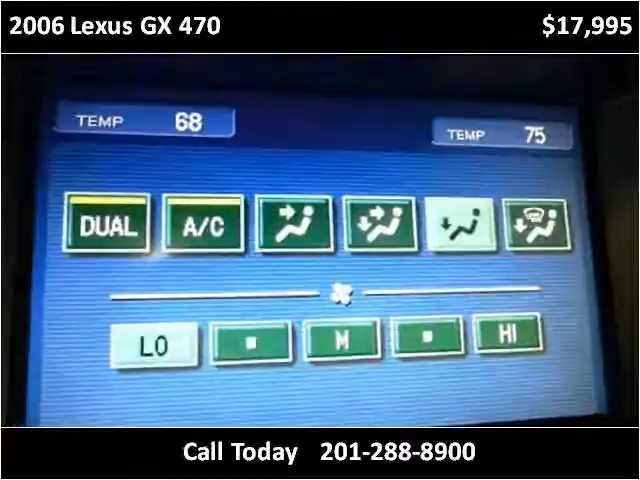 2006 Lexus GX 470 $17,995
TEMP 68
TEMP 75
DUAL A/C
LO M HI
Call Today 201-288-8900